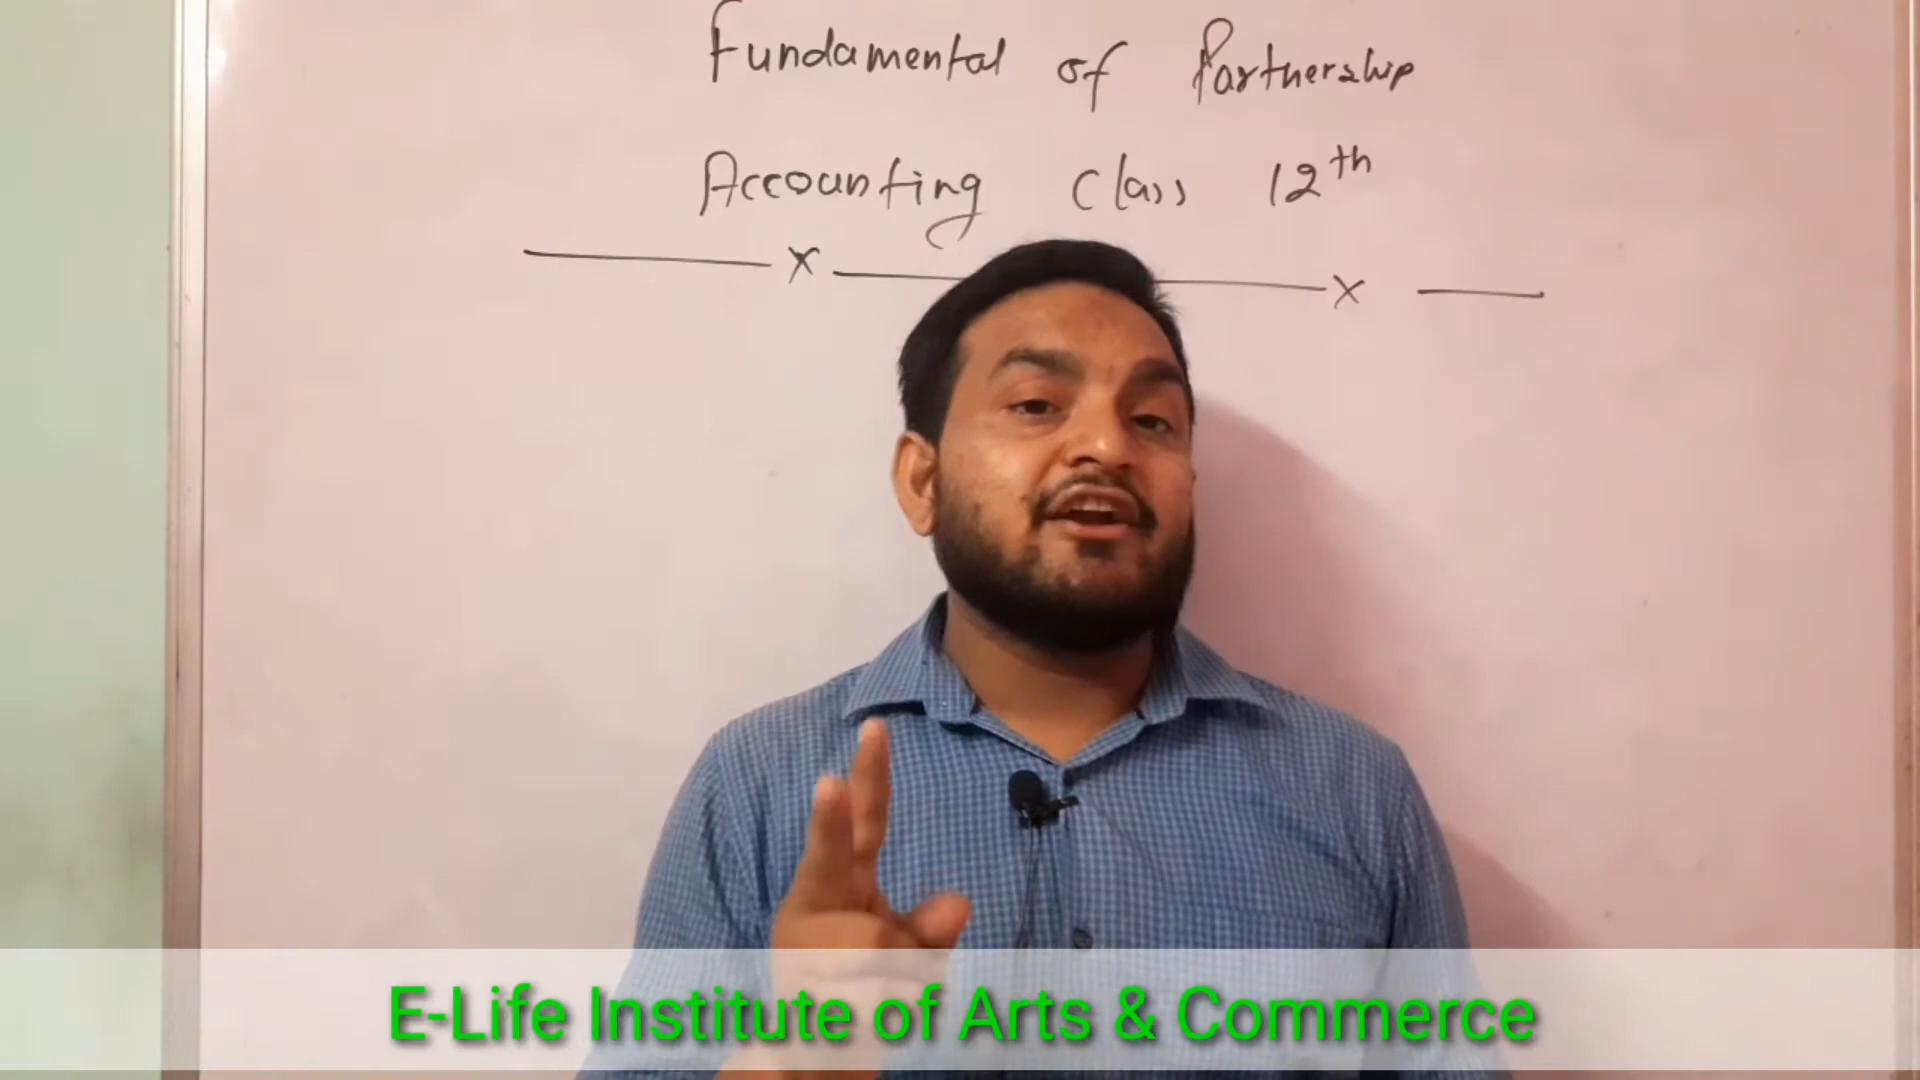 Fundamental of Partnership
Accounting Class 12th
x x
E-Life Institute of Arts & Commerce